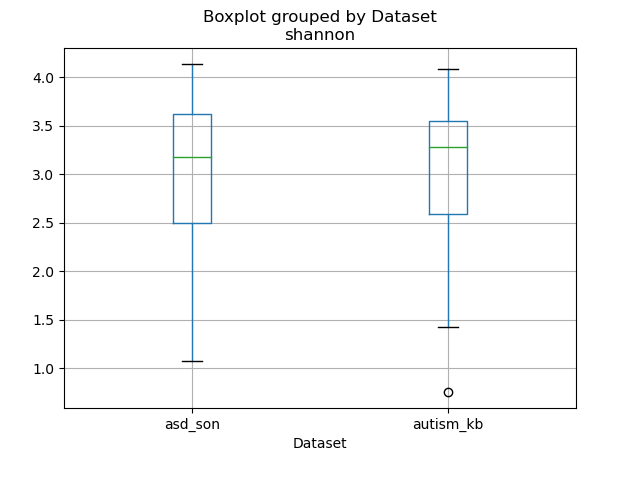 Boxplot grouped by Dataset
shannon
4.0
3.5
3.0
2.5
2.0
1.5
1.0
asd_son autism_kb
Dataset